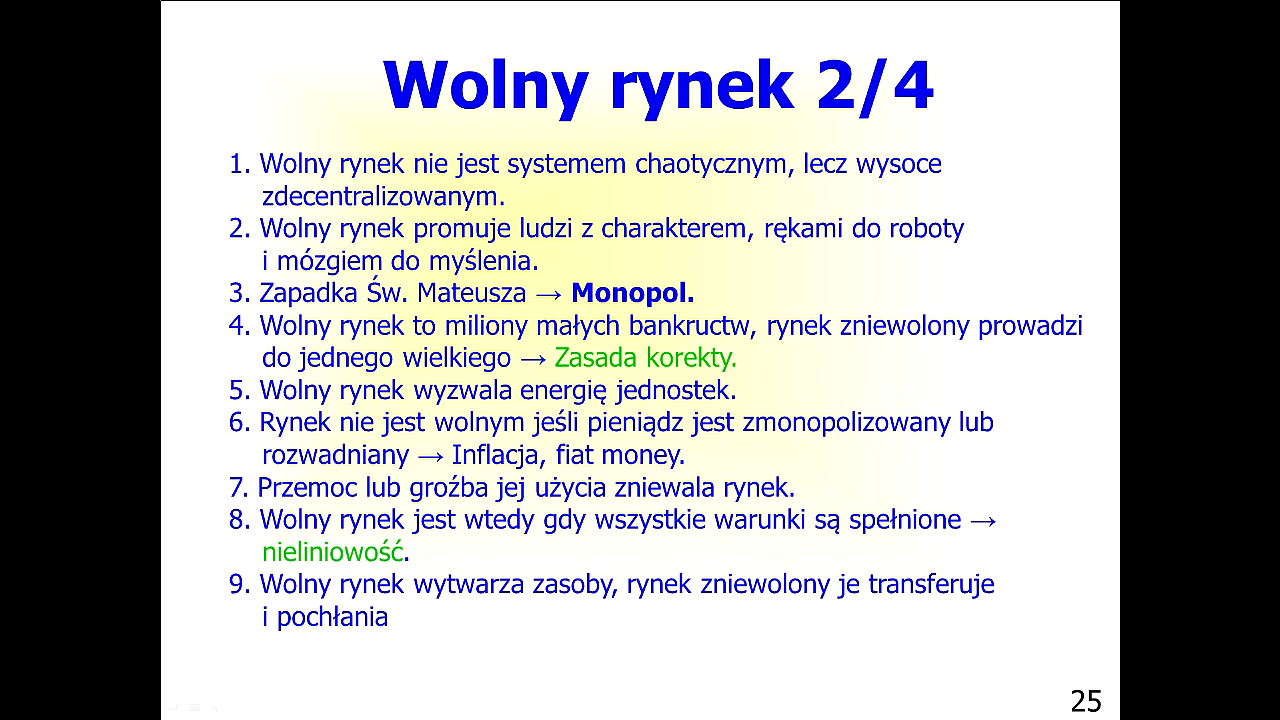 Wolny rynek 2/4
1. Wolny rynek nie jest systemem chaotycznym, lecz wysoce
zdecentralizowanym.
2. Wolny rynek promuje ludzi z charakterem, rękami do roboty
i mózgiem do myślenia.
3. Zapadka Św. Mateusza → Monopol.
4. Wolny rynek to miliony małych bankructw, rynek zniewolony prowadzi
do jednego wielkiego → Zasada korekty.
5. Wolny rynek wyzwala energię jednostek.
6. Rynek nie jest wolnym jeśli pieniądz jest zmonopolizowany lub
rozwadniany → Inflacja, fiat money.
7. Przemoc lub groźba jej użycia zniewala rynek.
8. Wolny rynek jest wtedy gdy wszystkie warunki są spełnione →
nieliniowość.
9. Wolny rynek wytwarza zasoby, rynek zniewolony je transferuje
i pochłania
25